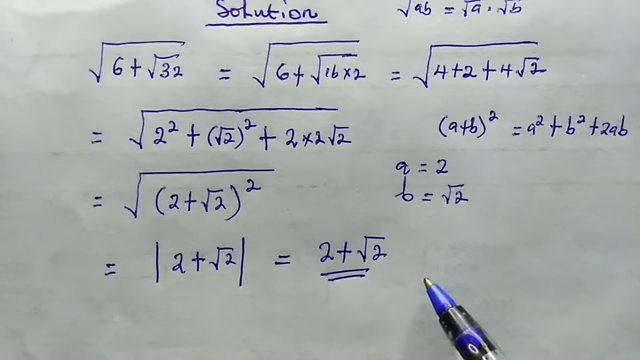 Solution
√ab = √a · √b
√(6 + √32) = √(6 + √(16×2)) = √(4+2+4√2)
= √(2² + (√2)² + 2×2√2)
(a+b)² = a²+b²+2ab
a = 2
= √((2+√2)²)
b = √2
= |2+√2| = 2+√2